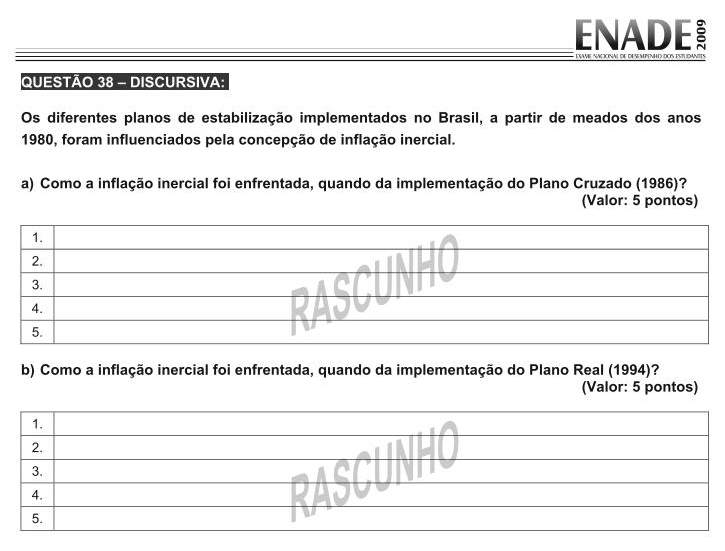 ENADE 2009
EXAME NACIONAL DE DESEMPENHO DOS ESTUDANTES
QUESTÃO 38 – DISCURSIVA:
Os diferentes planos de estabilização implementados no Brasil, a partir de meados dos anos
1980, foram influenciados pela concepção de inflação inercial.
a) Como a inflação inercial foi enfrentada, quando da implementação do Plano Cruzado (1986)?
(Valor: 5 pontos)
1.
2.
3.
4.
5.
RASCUNHO
b) Como a inflação inercial foi enfrentada, quando da implementação do Plano Real (1994)?
(Valor: 5 pontos)
1.
2.
3.
4.
5.
RASCUNHO